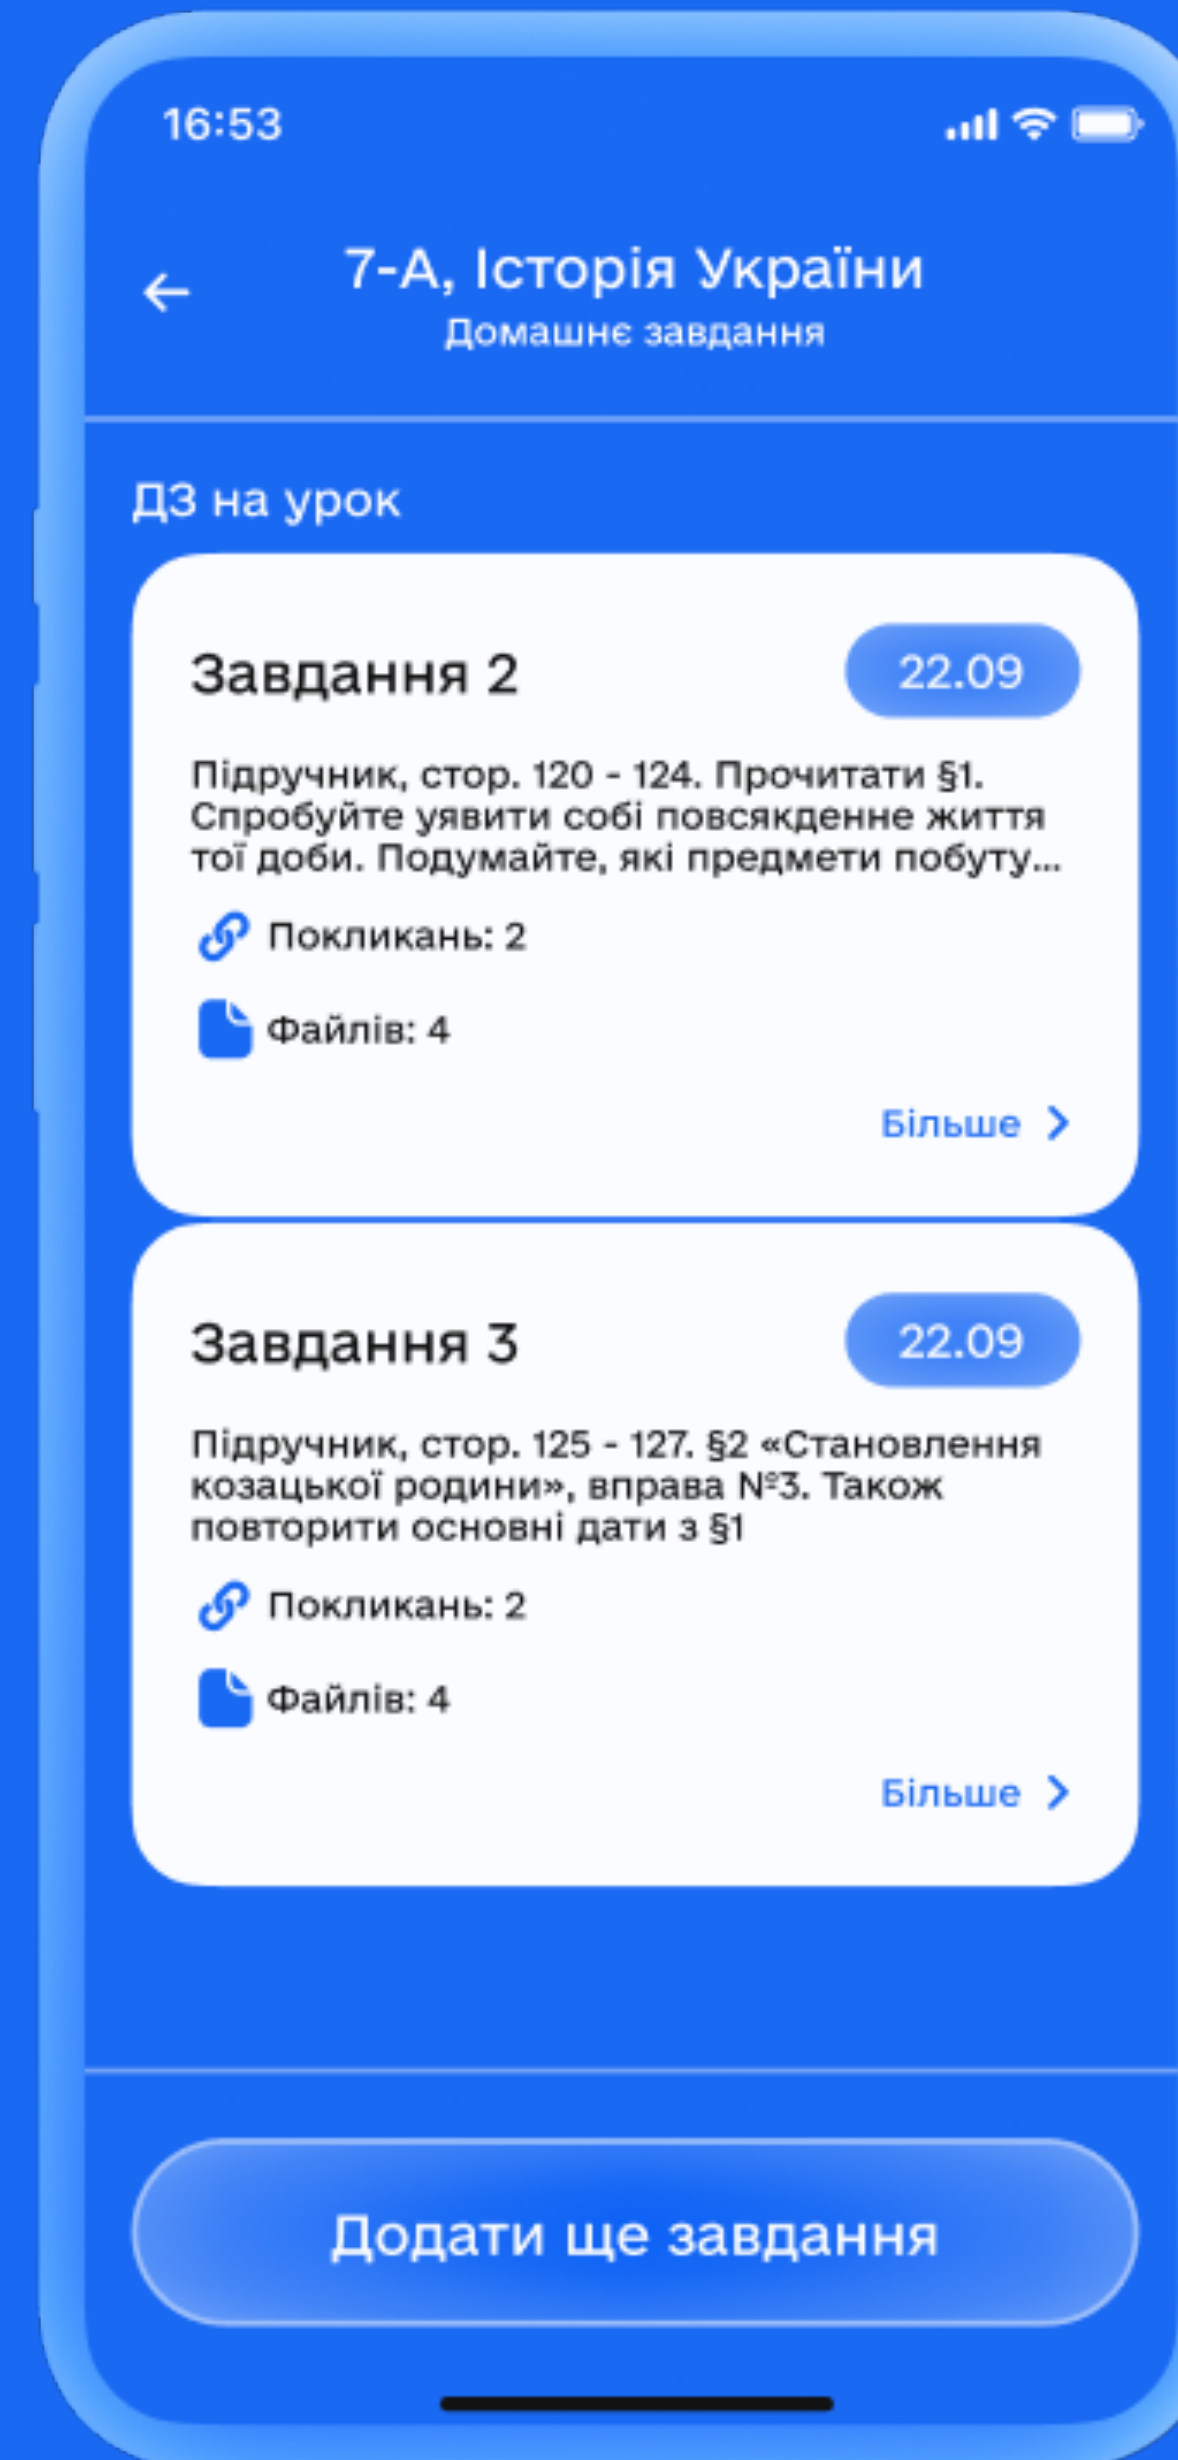 16:53
7-А, Історія України
Домашнє завдання
ДЗ на урок
Завдання 2
22.09
Підручник, стор. 120 - 124. Прочитати §1.
Спробуйте уявити собі повсякденне життя
тої доби. Подумайте, які предмети побуту...
Покликань: 2
Файлів: 4
Більше
Завдання 3
22.09
Підручник, стор. 125 - 127. §2 «Становлення
козацької родини», вправа №3. Також
повторити основні дати з §1
Покликань: 2
Файлів: 4
Більше
Додати ще завдання